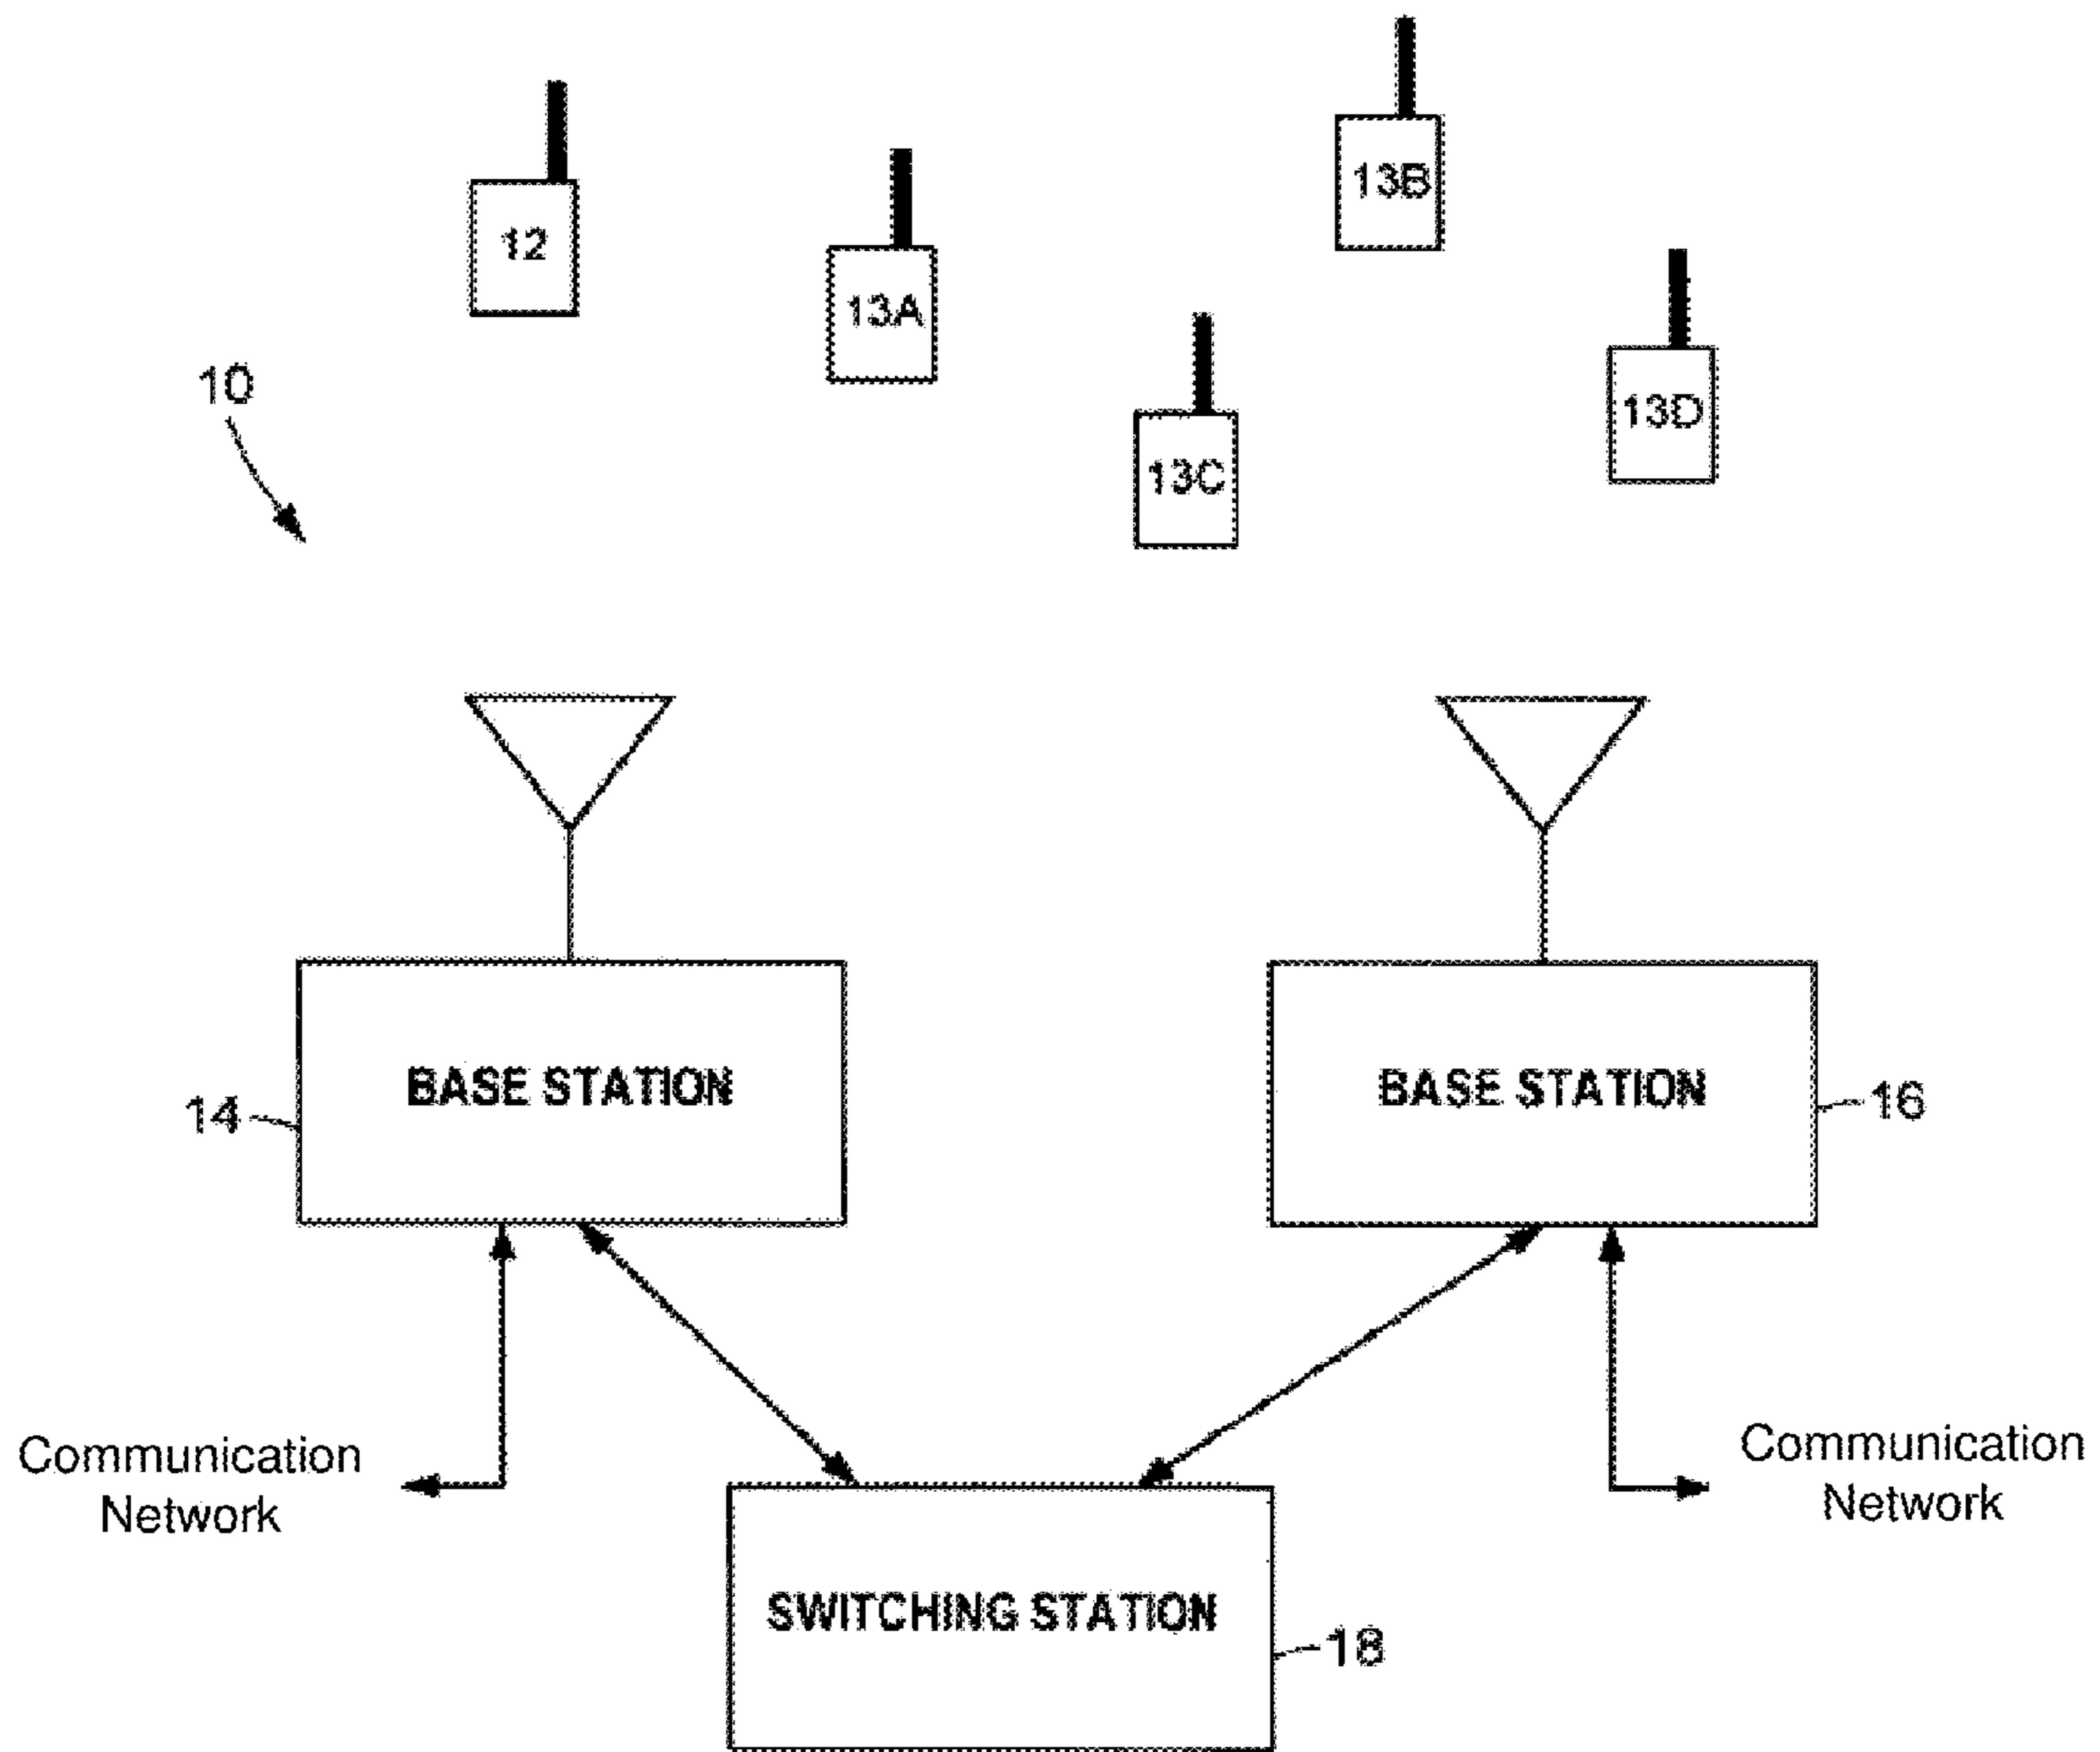 13B
12
13A
10
13D
13C
BASE STATION
BASE STATION
14
16
Communication
Network
Communication
Network
SWITCHING STATION
18